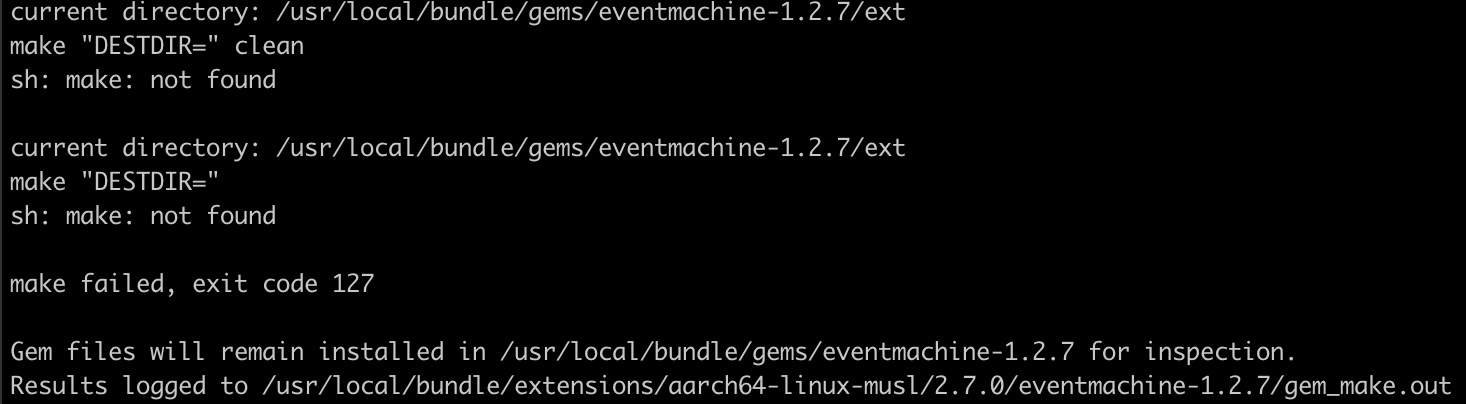 current directory: /usr/local/bundle/gems/eventmachine-1.2.7/ext
make "DESTDIR=" clean
sh: make: not found
current directory: /usr/local/bundle/gems/eventmachine-1.2.7/ext
make "DESTDIR="
sh: make: not found
make failed, exit code 127
Gem files will remain installed in /usr/local/bundle/gems/eventmachine-1.2.7 for inspection.
Results logged to /usr/local/bundle/extensions/aarch64-linux-musl/2.7.0/eventmachine-1.2.7/gem_make.out